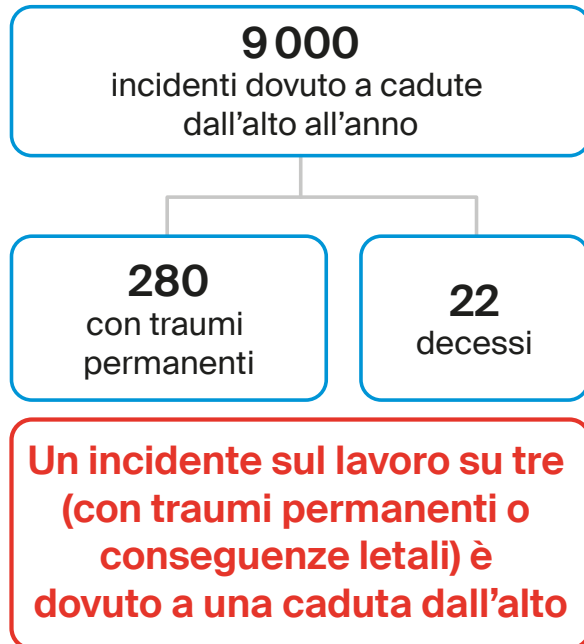 9 000
incidenti dovuto a cadute
dall'alto all'anno
280
con traumi
permanenti
22
decessi
Un incidente sul lavoro su tre
(con traumi permanenti o
conseguenze letali) è
dovuto a una caduta dall'alto